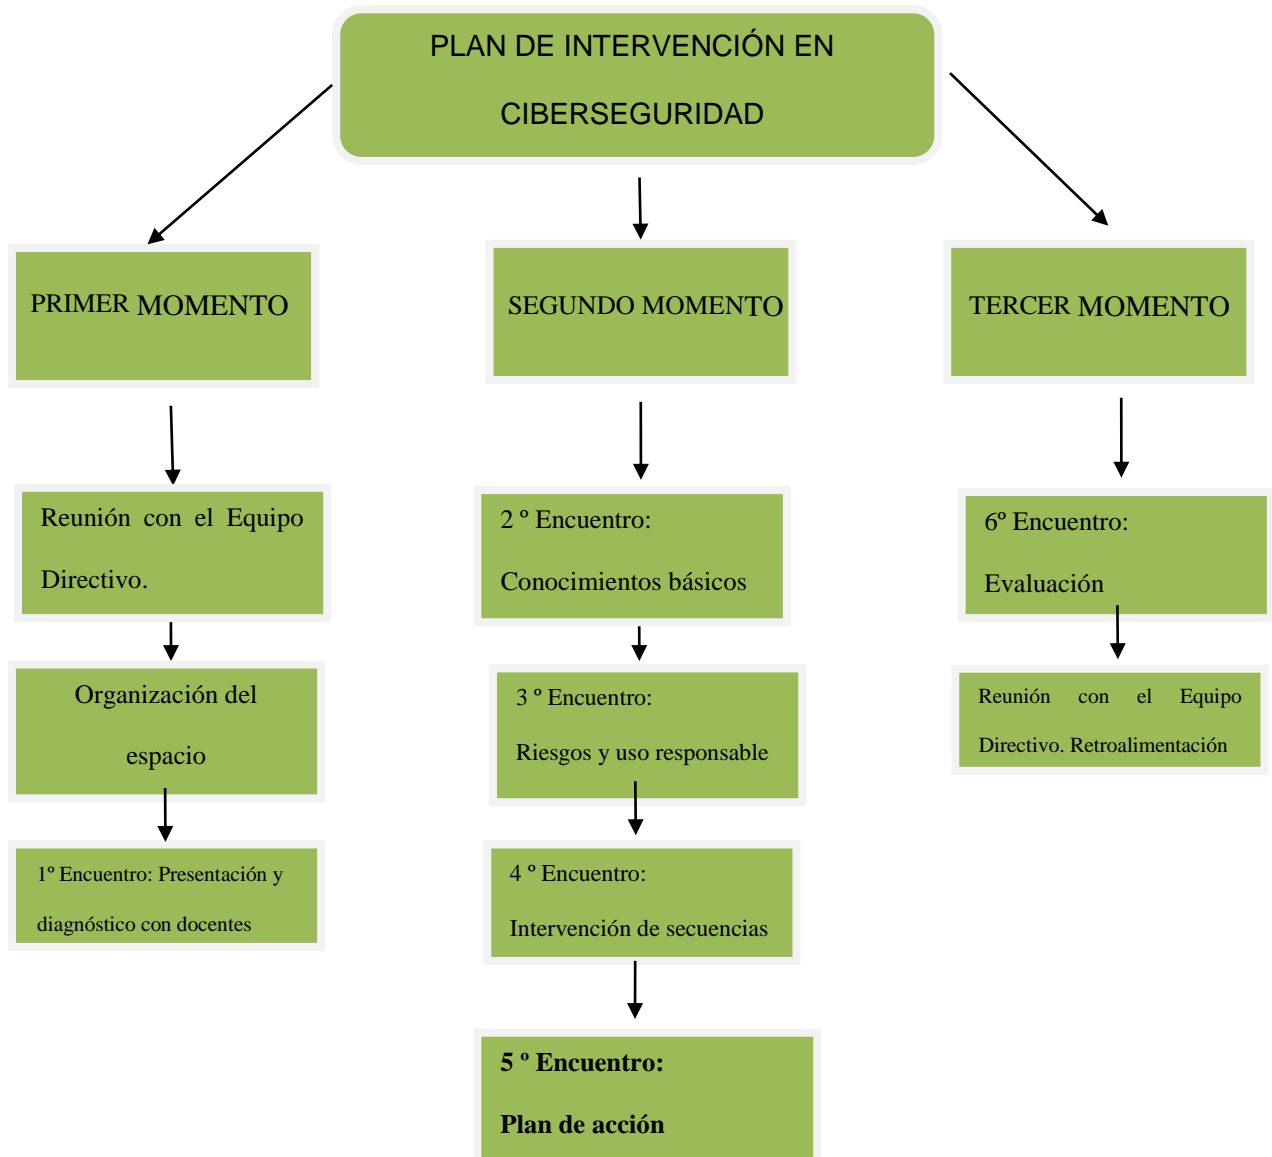 PLAN DE INTERVENCIÓN EN
CIBERSEGURIDAD
PRIMER MOMENTO
Reunión con el Equipo
Directivo.
Organización del
espacio
1º Encuentro: Presentación y
diagnóstico con docentes
SEGUNDO MOMENTO
2 º Encuentro:
Conocimientos básicos
3 º Encuentro:
Riesgos y uso responsable
4 º Encuentro:
Intervención de secuencias
5 º Encuentro:
Plan de acción
TERCER MOMENTO
6º Encuentro:
Evaluación
Reunión con el Equipo
Directivo. Retroalimentación